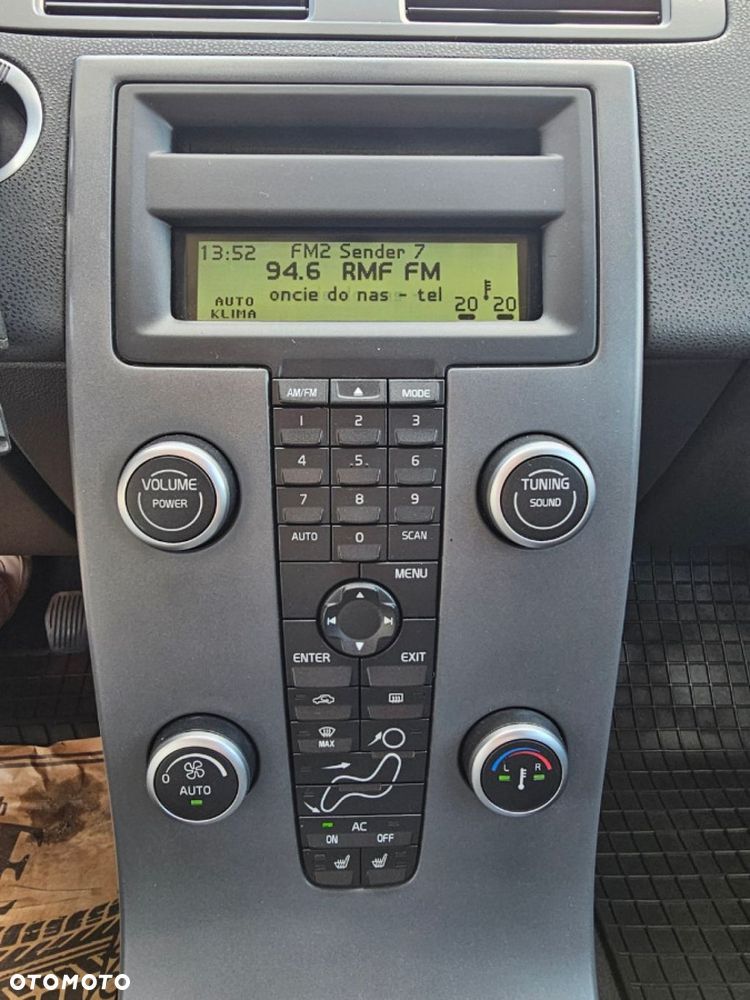 13:52 FM2 Sender 7
94.6 RMF FM
AUTO oncie do nas - tel 20 20
KLIMA
AM/FM MODE
1 2 3
4 5 6
VOLUME TUNING
POWER SOUND
7 8 9
AUTO 0 SCAN
MENU
ENTER EXIT
MAX
0 AUTO
L R
AC
ON OFF
OTOMOTO